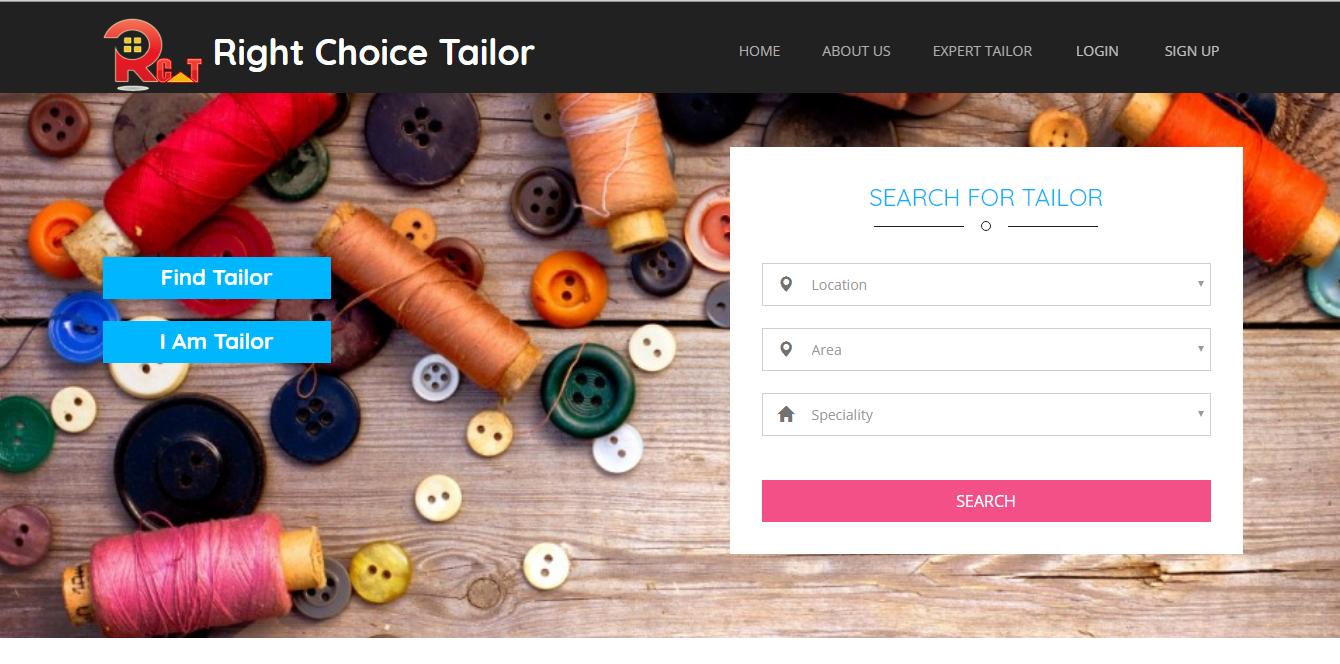 RCT
Right Choice Tailor
HOME
ABOUT US
EXPERT TAILOR
LOGIN
SIGN UP
Find Tailor
I Am Tailor
SEARCH FOR TAILOR
Location
Area
Speciality
SEARCH